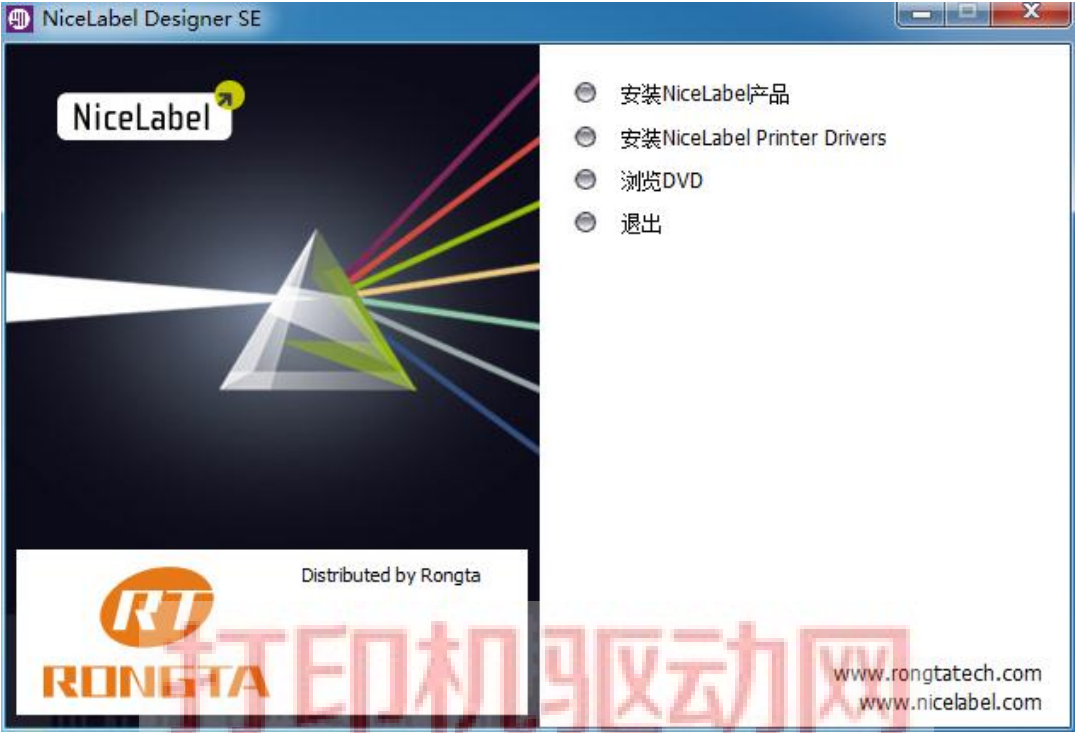 NiceLabel Designer SE
NiceLabel
安装NiceLabel产品
安装NiceLabel Printer Drivers
浏览DVD
退出
Distributed by Rongta
RT
RONGTA
打印机驱动网
www.rongtatech.com
www.nicelabel.com